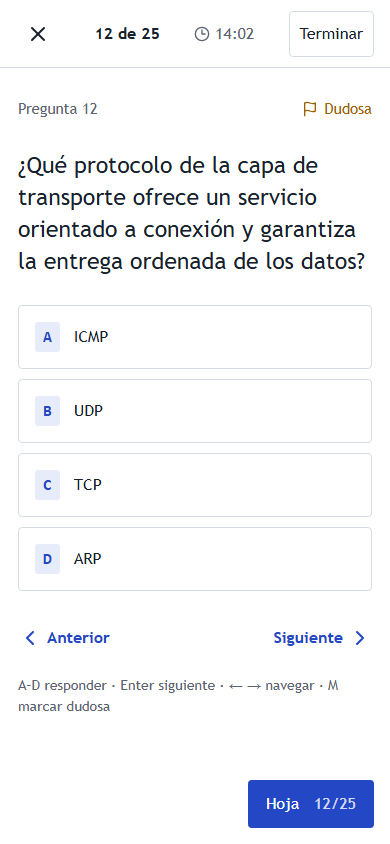 12 de 25
14:02
Terminar
Pregunta 12
Dudosa
¿Qué protocolo de la capa de
transporte ofrece un servicio
orientado a conexión y garantiza
la entrega ordenada de los datos?
A ICMP
B UDP
C TCP
D ARP
Anterior
Siguiente
A-D responder · Enter siguiente · ← → navegar · M
marcar dudosa
Hoja 12/25